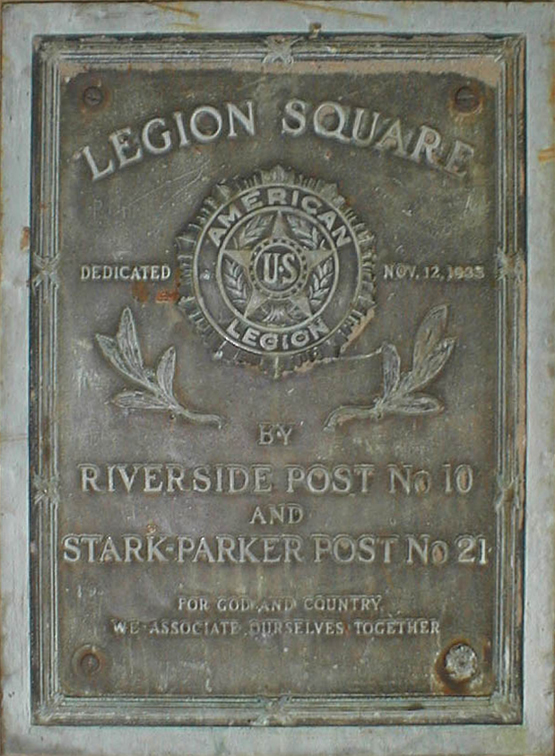 LEGION SQUARE
AMERICAN
U·S
LEGION
DEDICATED NOV. 12, 1933
BY
RIVERSIDE POST No 10
AND
STARK-PARKER POST No 21
FOR GOD AND COUNTRY,
WE ASSOCIATE OURSELVES TOGETHER